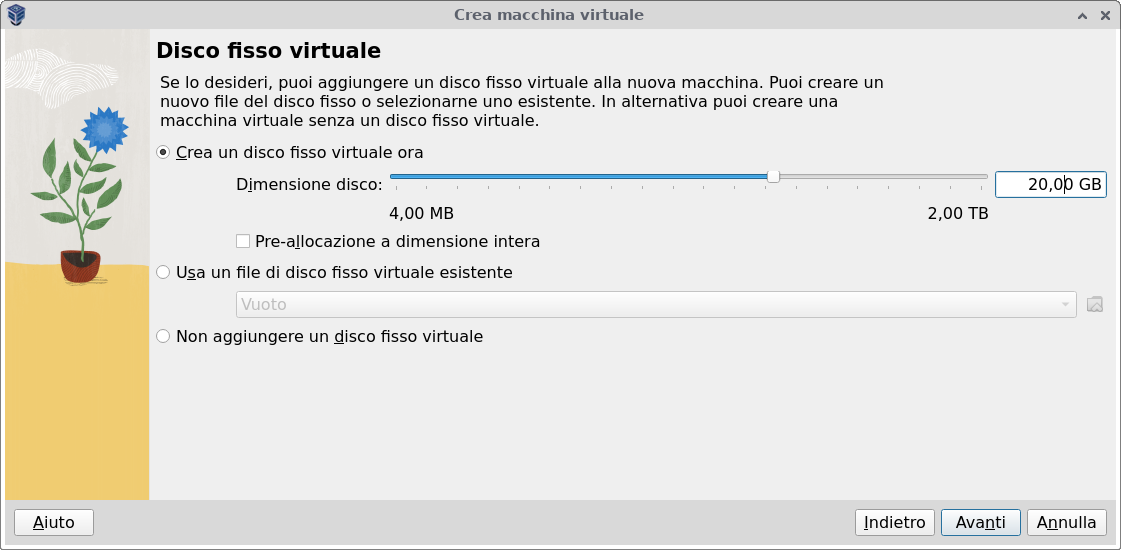 Crea macchina virtuale
Disco fisso virtuale
Se lo desideri, puoi aggiungere un disco fisso virtuale alla nuova macchina. Puoi creare un
nuovo file del disco fisso o selezionarne uno esistente. In alternativa puoi creare una
macchina virtuale senza un disco fisso virtuale.
Crea un disco fisso virtuale ora
Dimensione disco:
20,00 GB
4,00 MB
2,00 TB
Pre-allocazione a dimensione intera
Usa un file di disco fisso virtuale esistente
Vuoto
Non aggiungere un disco fisso virtuale
Aiuto
Indietro
Avanti
Annulla